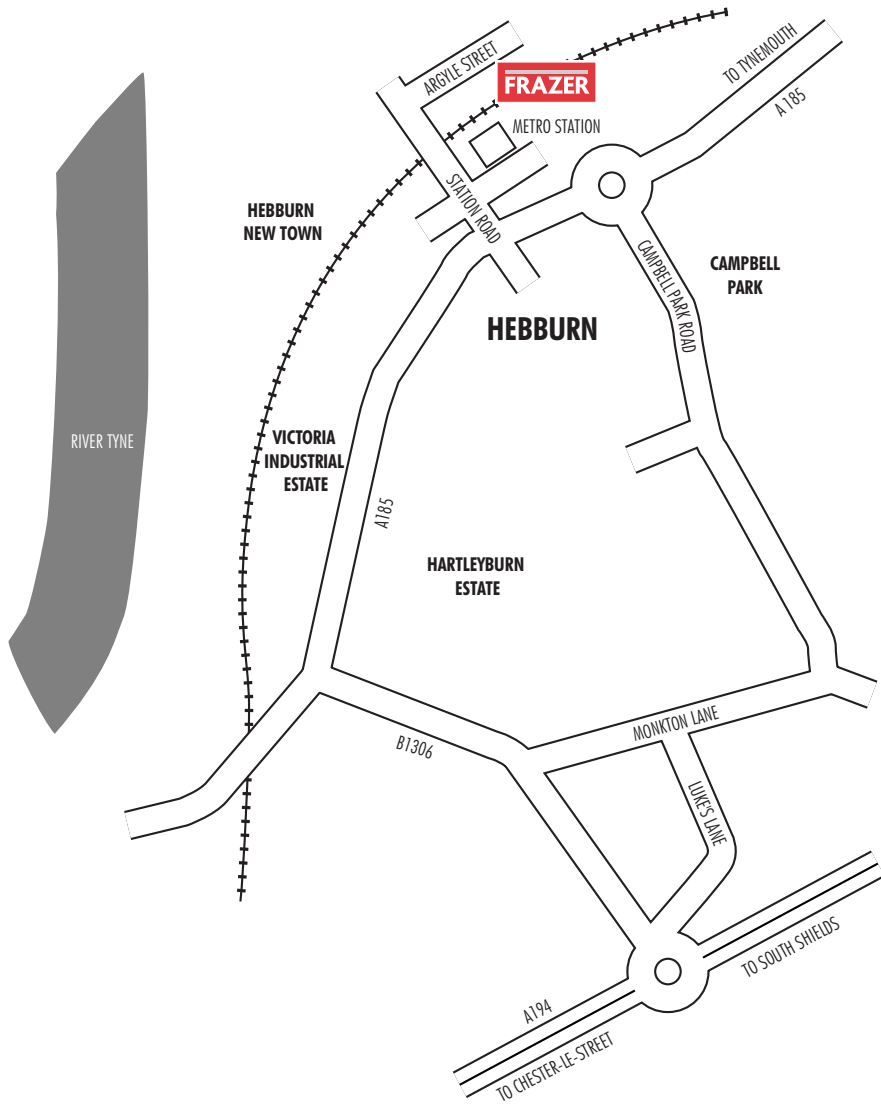 ARGYLE STREET
TO TYNEMOUTH
FRAZER
A 185
METRO STATION
STATION ROAD
HEBBURN
NEW TOWN
CAMPBELL
PARK
CAMPBELL PARK ROAD
HEBBURN
RIVER TYNE
VICTORIA
INDUSTRIAL
ESTATE
A185
HARTLEYBURN
ESTATE
MONKTON LANE
B1306
LUKE'S LANE
TO SOUTH SHIELDS
A194
TO CHESTER-LE-STREET